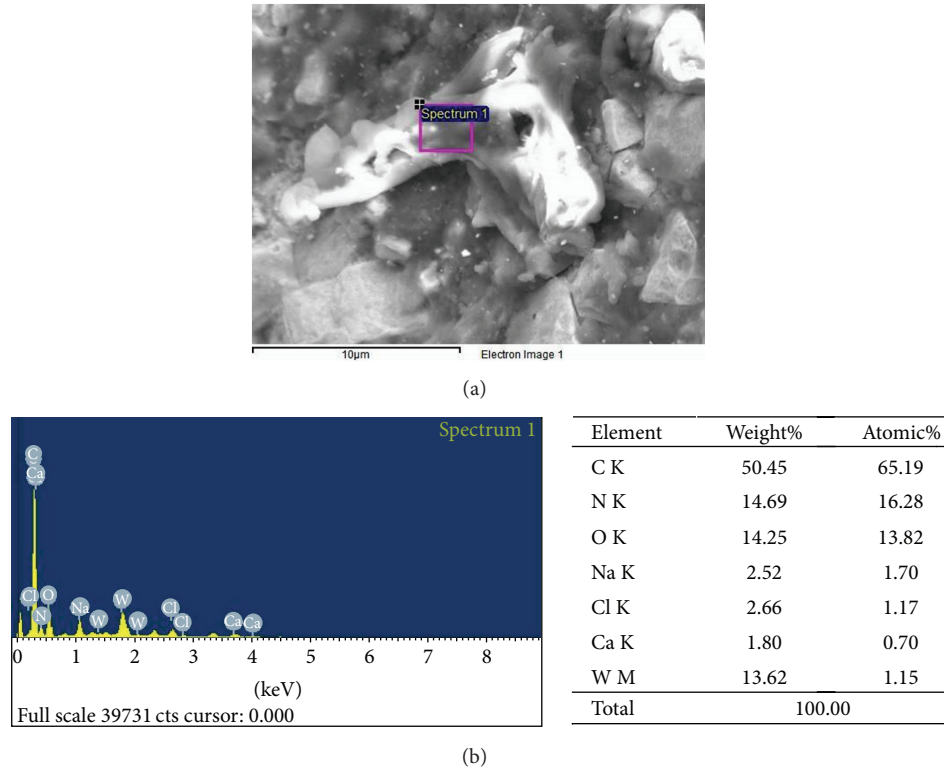 Spectrum 1
10µm Electron Image 1
(a)
Spectrum 1
C
Ca
Cl O Na W Cl
N W W Cl Ca Ca
0 1 2 3 4 5 6 7 8
(keV)
Full scale 39731 cts cursor: 0.000
Element Weight% Atomic%
C K 50.45 65.19
N K 14.69 16.28
O K 14.25 13.82
Na K 2.52 1.70
Cl K 2.66 1.17
Ca K 1.80 0.70
W M 13.62 1.15
Total 100.00
(b)